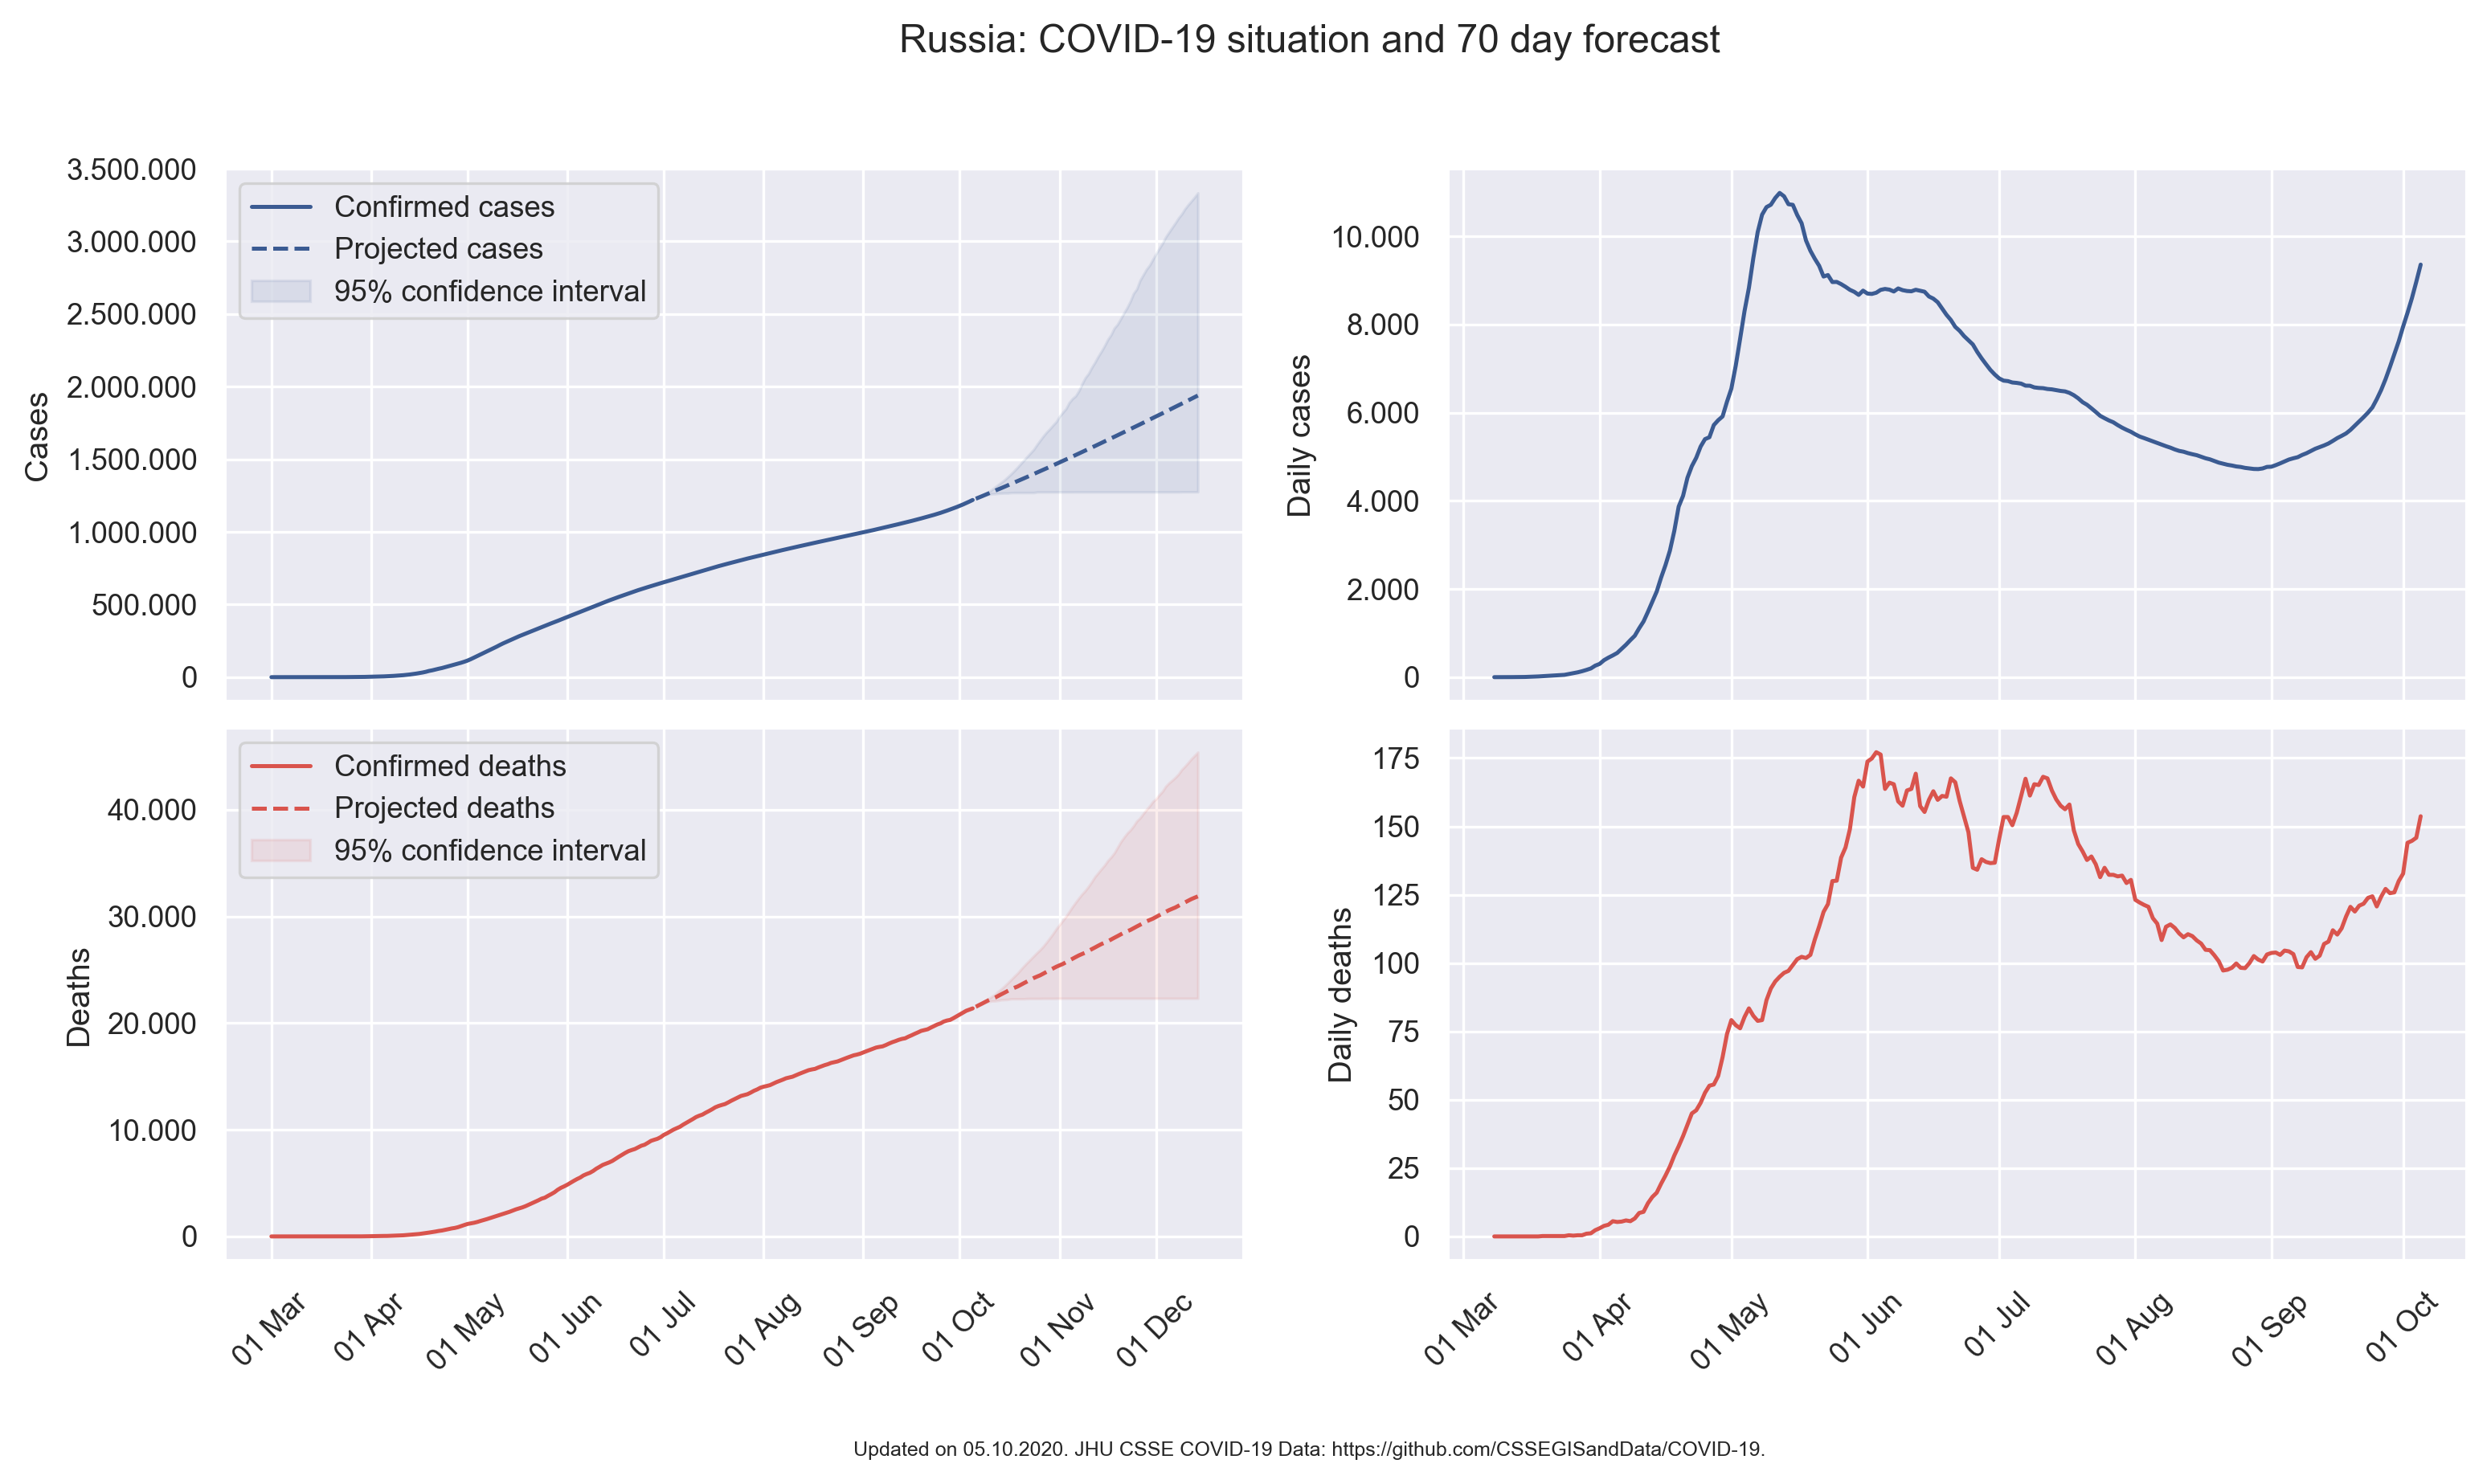 Russia: COVID-19 situation and 70 day forecast
3.500.000
3.000.000
2.500.000
2.000.000
1.500.000
1.000.000
500.000
0
Cases
Confirmed cases
Projected cases
95% confidence interval
10.000
8.000
6.000
4.000
2.000
0
Daily cases
40.000
30.000
20.000
10.000
0
Deaths
Confirmed deaths
Projected deaths
95% confidence interval
01 Mar
01 Apr
01 May
01 Jun
01 Jul
01 Aug
01 Sep
01 Oct
01 Nov
01 Dec
175
150
125
100
75
50
25
0
Daily deaths
01 Mar
01 Apr
01 May
01 Jun
01 Jul
01 Aug
01 Sep
01 Oct
Updated on 05.10.2020. JHU CSSE COVID-19 Data: https://github.com/CSSEGISandData/COVID-19.